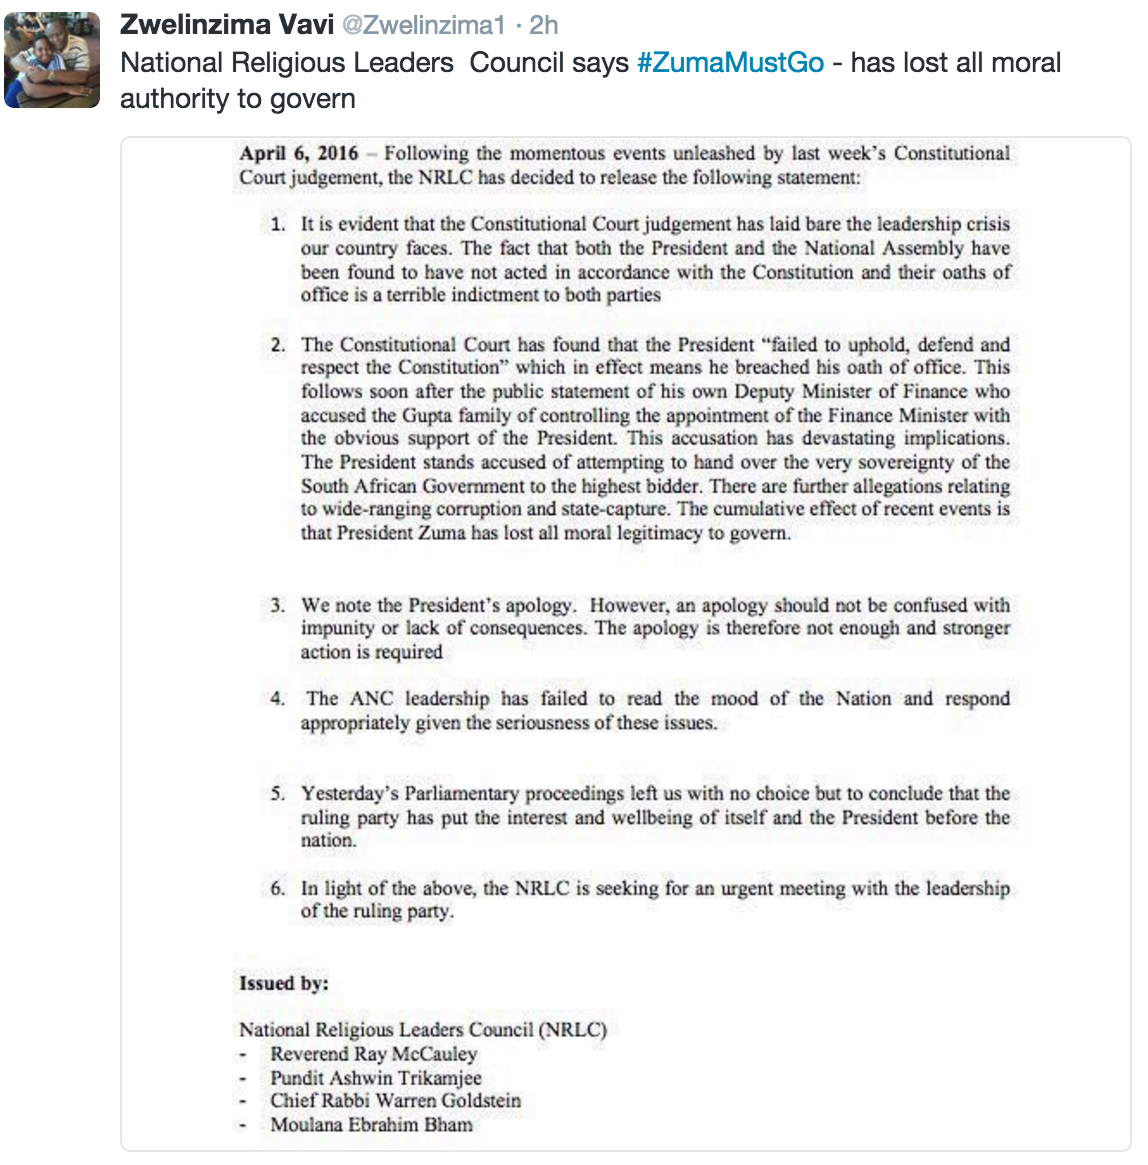 Zwelinzima Vavi @Zwelinzima1 · 2h
National Religious Leaders  Council says #ZumaMustGo - has lost all moral
authority to govern
April 6, 2016 – Following the momentous events unleashed by last week's Constitutional
Court judgement, the NRLC has decided to release the following statement:
1. It is evident that the Constitutional Court judgement has laid bare the leadership crisis
our country faces. The fact that both the President and the National Assembly have
been found to have not acted in accordance with the Constitution and their oaths of
office is a terrible indictment to both parties
2. The Constitutional Court has found that the President “failed to uphold, defend and
respect the Constitution” which in effect means he breached his oath of office. This
follows soon after the public statement of his own Deputy Minister of Finance who
accused the Gupta family of controlling the appointment of the Finance Minister with
the obvious support of the President. This accusation has devastating implications.
The President stands accused of attempting to hand over the very sovereignty of the
South African Government to the highest bidder. There are further allegations relating
to wide-ranging corruption and state-capture. The cumulative effect of recent events is
that President Zuma has lost all moral legitimacy to govern.
3. We note the President's apology.  However, an apology should not be confused with
impunity or lack of consequences. The apology is therefore not enough and stronger
action is required
4. The ANC leadership has failed to read the mood of the Nation and respond
appropriately given the seriousness of these issues.
5. Yesterday's Parliamentary proceedings left us with no choice but to conclude that the
ruling party has put the interest and wellbeing of itself and the President before the
nation.
6. In light of the above, the NRLC is seeking for an urgent meeting with the leadership
of the ruling party.
Issued by:
National Religious Leaders Council (NRLC)
- Reverend Ray McCauley
- Pundit Ashwin Trikamjee
- Chief Rabbi Warren Goldstein
- Moulana Ebrahim Bham